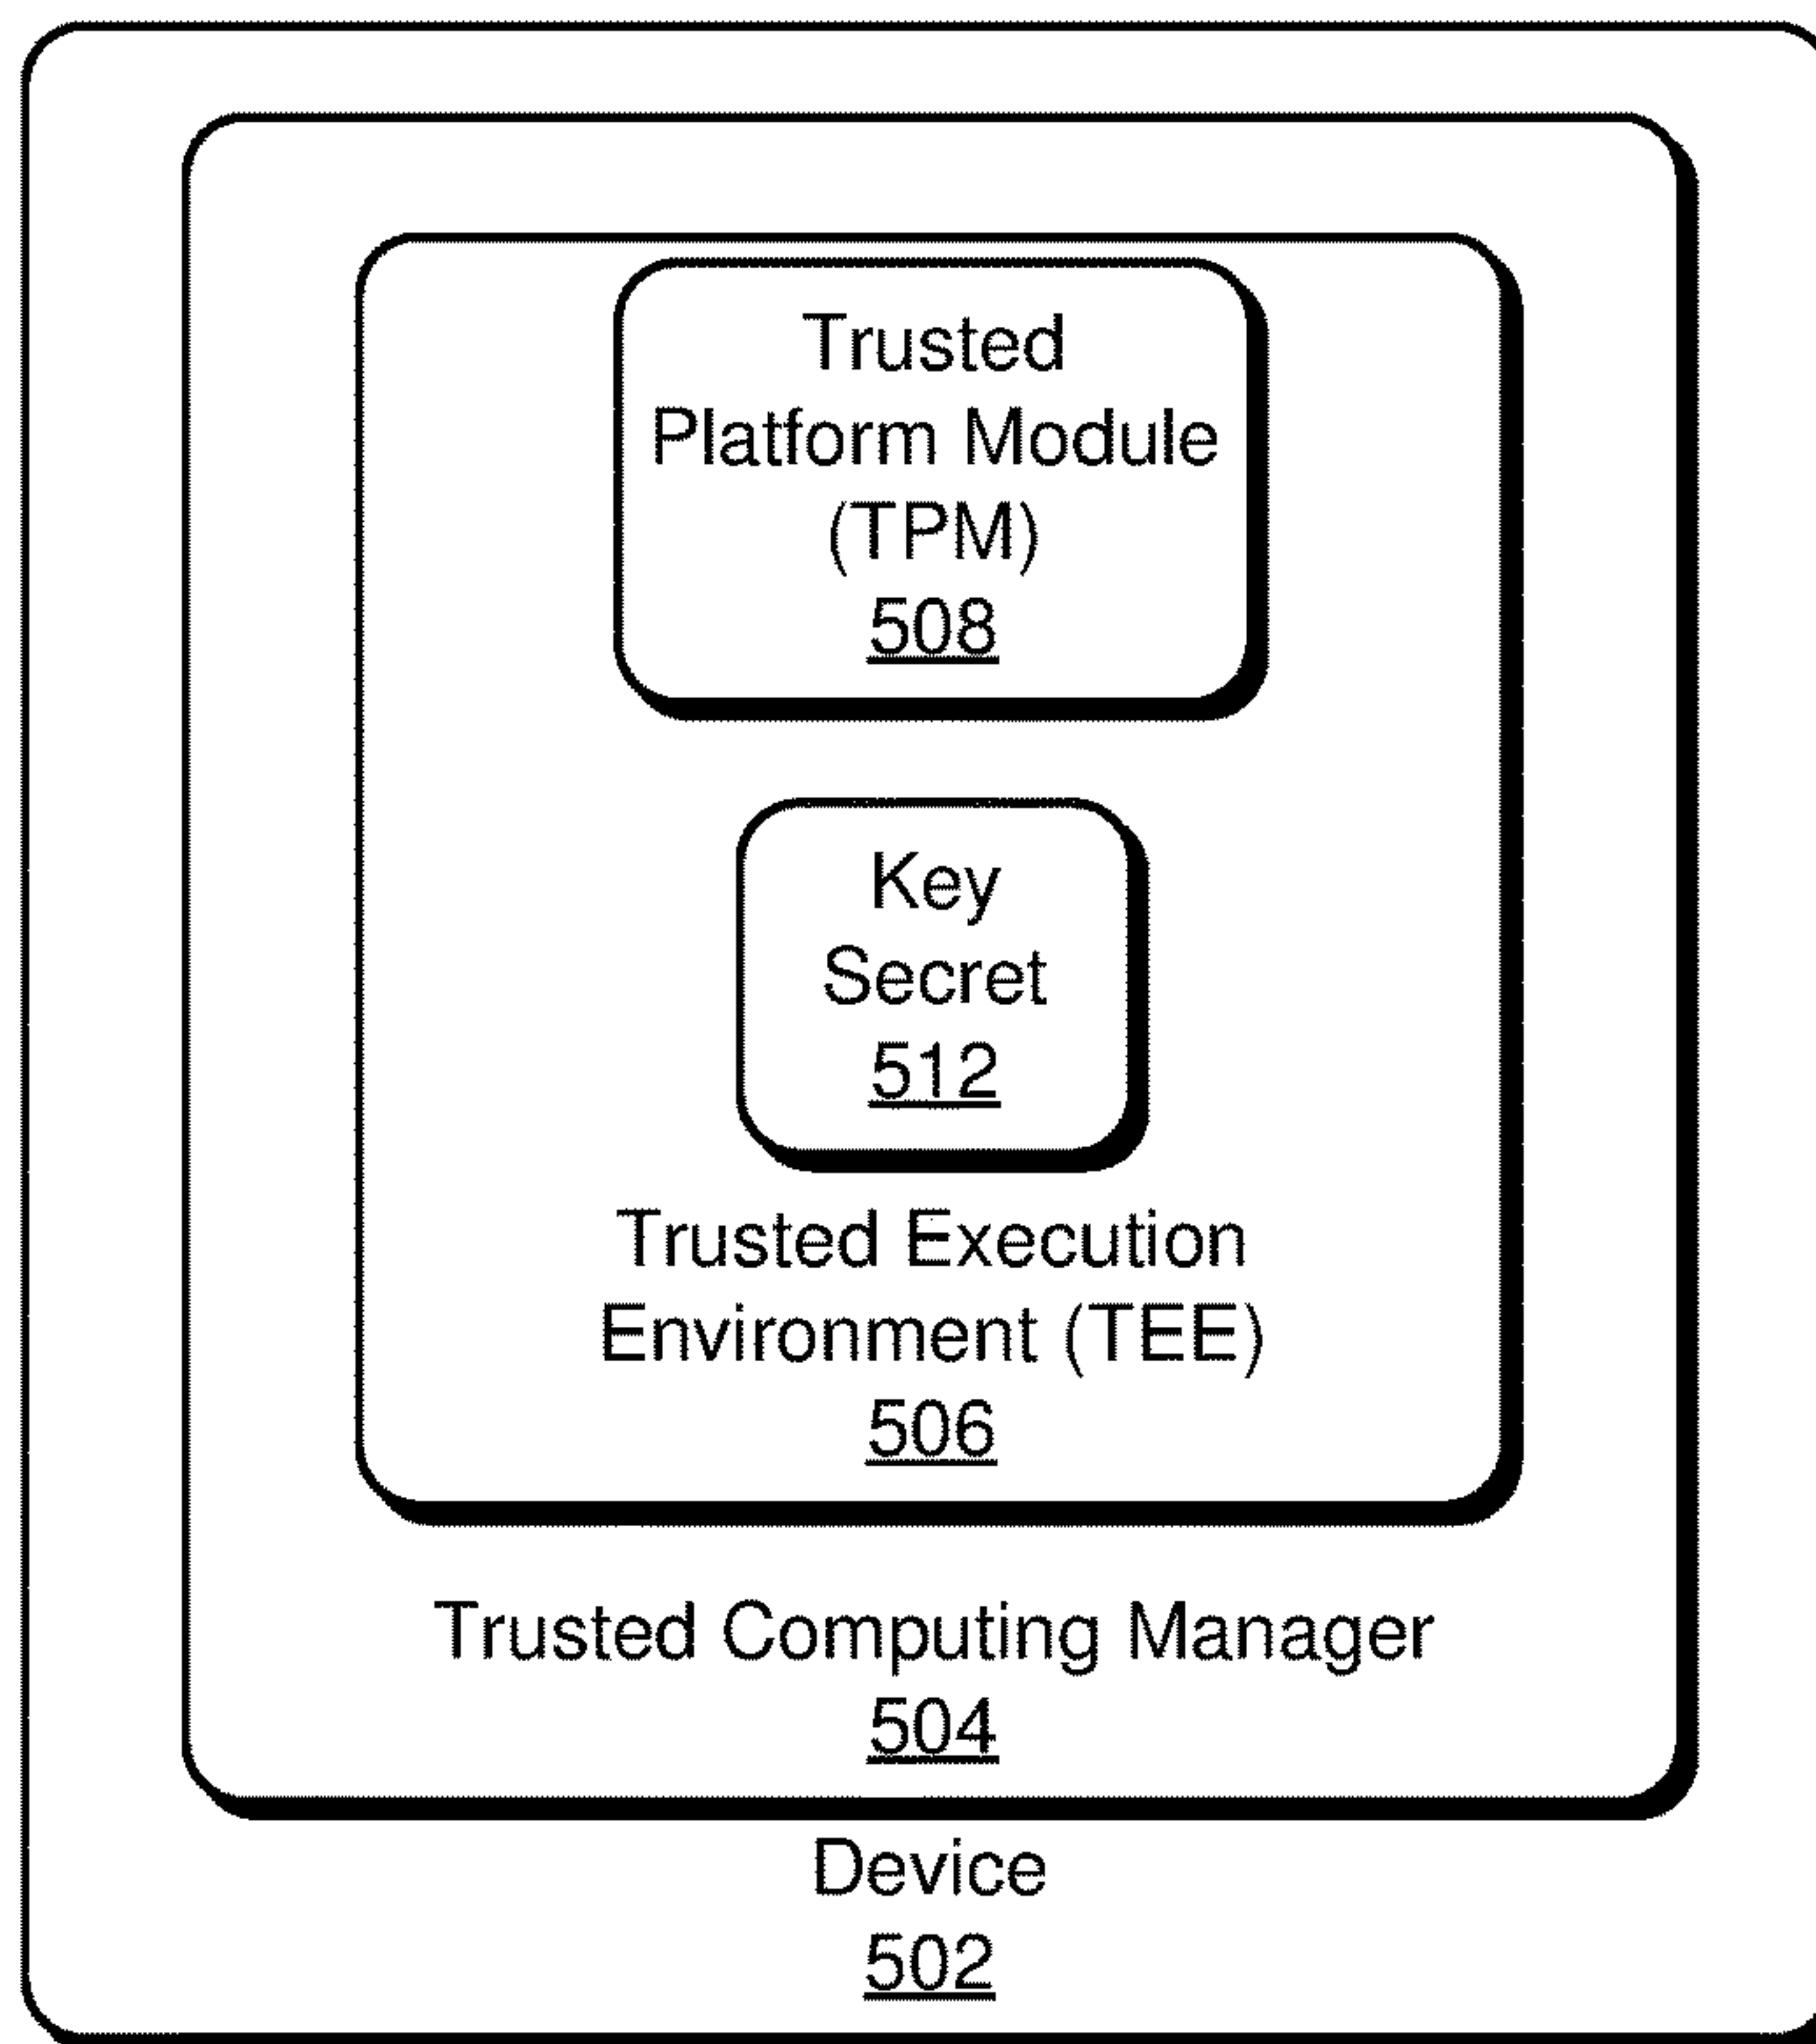 Trusted
Platform Module
(TPM)
508
Key
Secret
512
Trusted Execution
Environment (TEE)
506
Trusted Computing Manager
504
Device
502